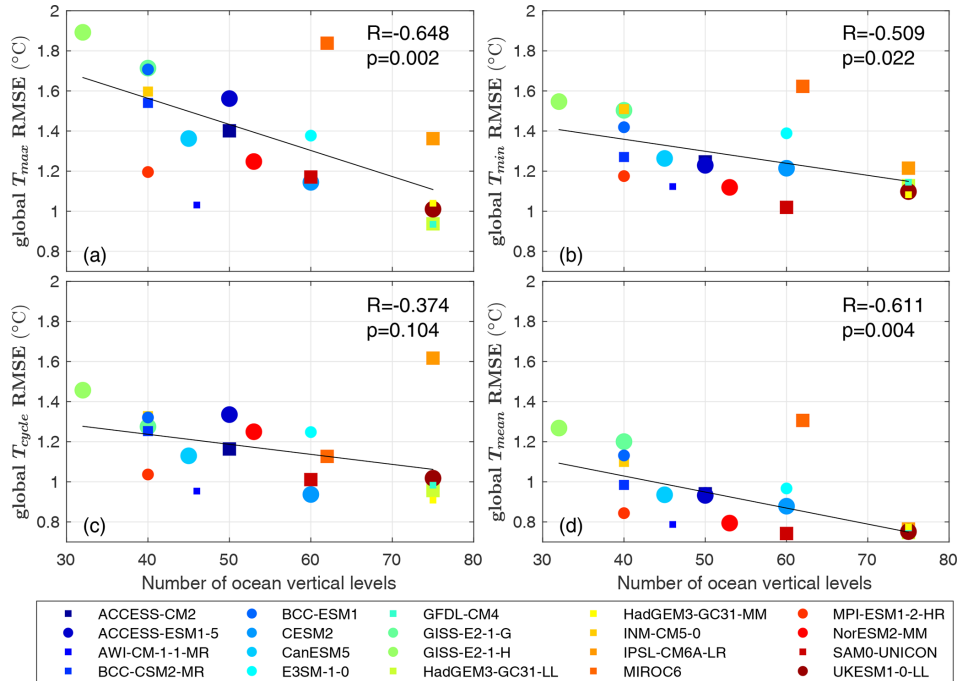 2
1.8
1.6
1.4
1.2
1
0.8
global Tmax RMSE (°C)
R=-0.648
p=0.002
(a)
2
1.8
1.6
1.4
1.2
1
0.8
global Tmin RMSE (°C)
R=-0.509
p=0.022
(b)
2
1.8
1.6
1.4
1.2
1
0.8
global Tcycle RMSE (°C)
R=-0.374
p=0.104
(c)
30 40 50 60 70 80
Number of ocean vertical levels
2
1.8
1.6
1.4
1.2
1
0.8
global Tmean RMSE (°C)
R=-0.611
p=0.004
(d)
30 40 50 60 70 80
Number of ocean vertical levels
ACCESS-CM2
ACCESS-ESM1-5
AWI-CM-1-1-MR
BCC-CSM2-MR
BCC-ESM1
CESM2
CanESM5
E3SM-1-0
GFDL-CM4
GISS-E2-1-G
GISS-E2-1-H
HadGEM3-GC31-LL
HadGEM3-GC31-MM
INM-CM5-0
IPSL-CM6A-LR
MIROC6
MPI-ESM1-2-HR
NorESM2-MM
SAM0-UNICON
UKESM1-0-LL